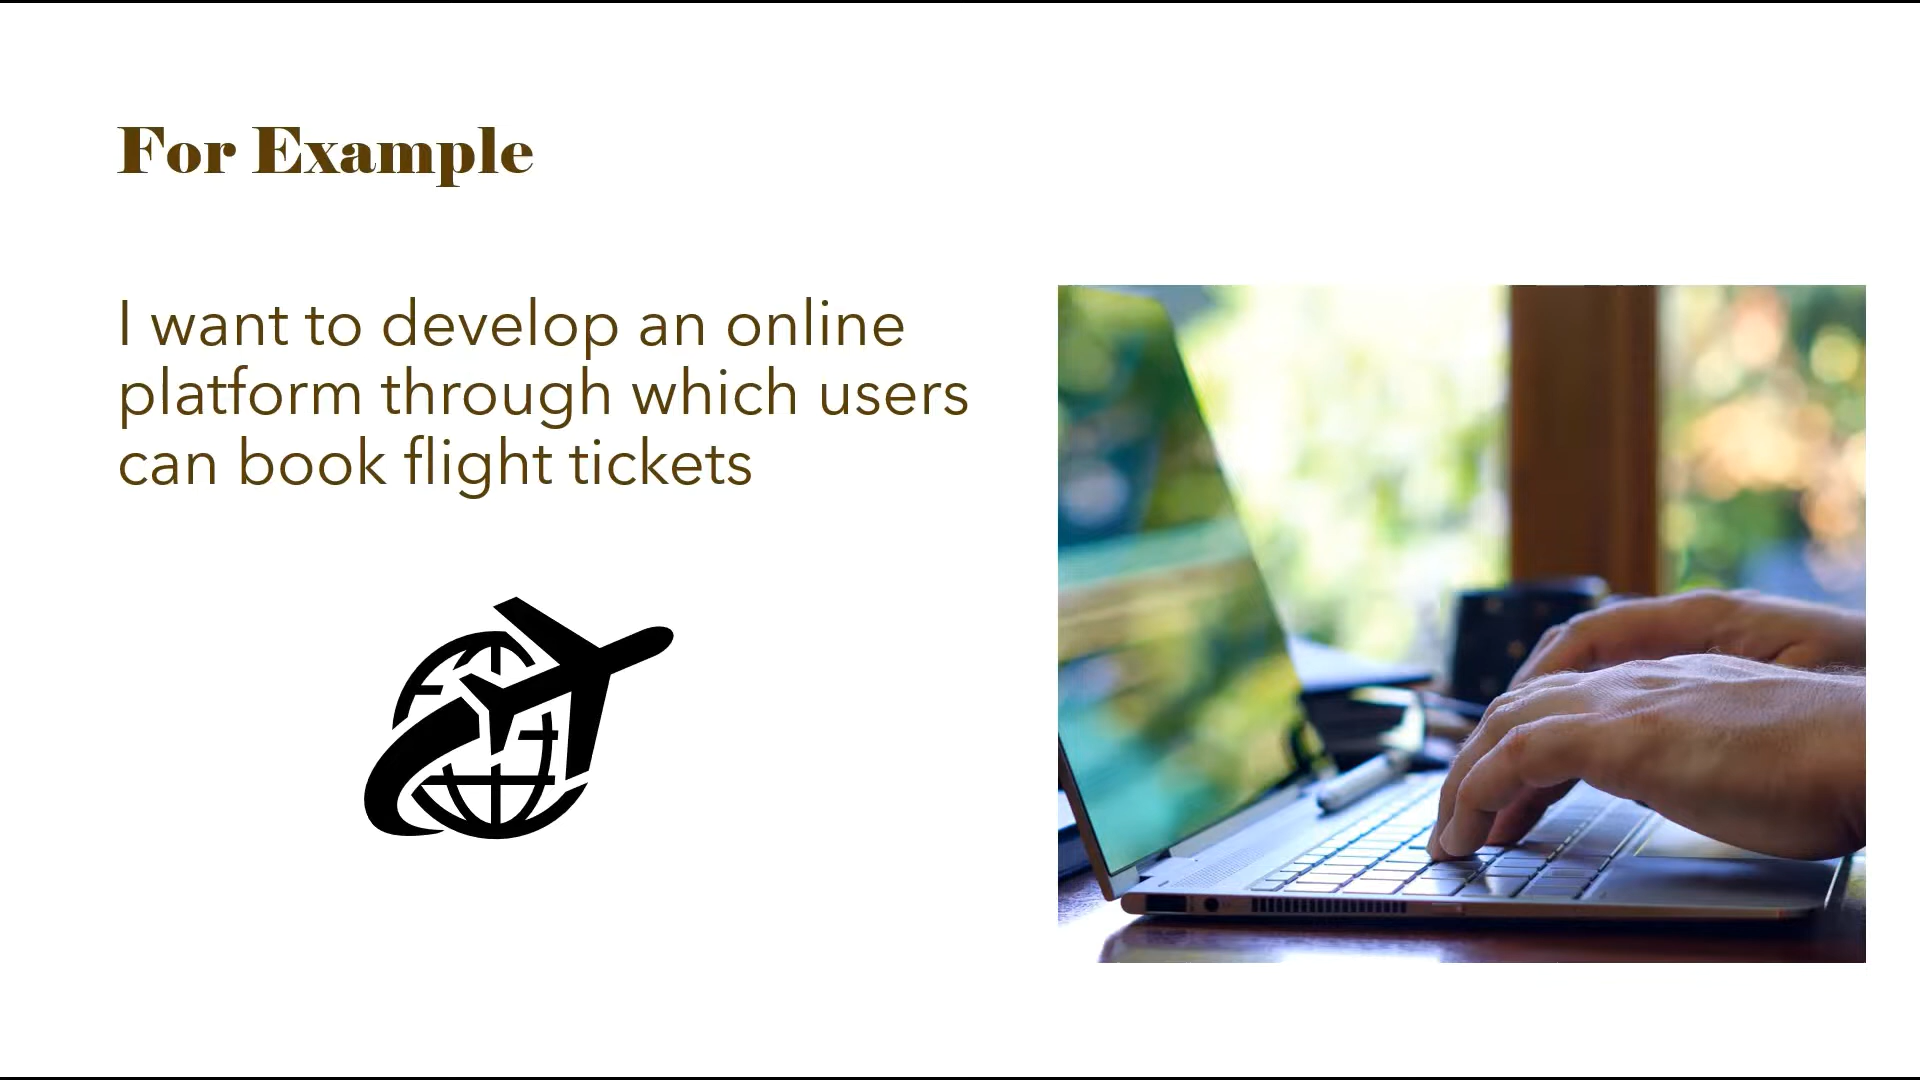 For Example
I want to develop an online
platform through which users
can book flight tickets